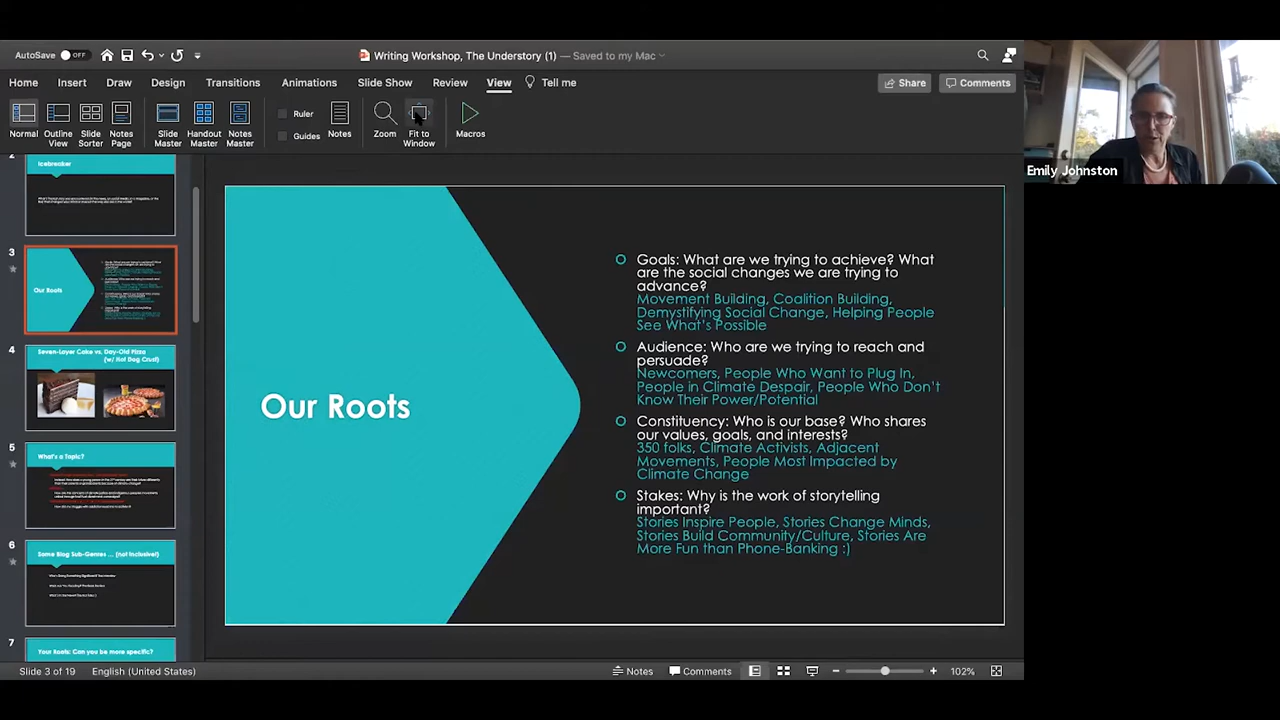 AutoSave OFF
Writing Workshop, The Understory (1) — Saved to my Mac
Home Insert Draw Design Transitions Animations Slide Show Review View Tell me
Share Comments
Normal
Outline View
Slide Sorter
Notes Page
Slide Master
Handout Master
Notes Master
Ruler
Guides
Notes
Zoom
Fit to Window
Macros
Emily Johnston
2
Icebreaker
3
Our Roots
4
Seven-Layer Cake vs. Day-Old Pizza
(w/ Hot Dog Crust)
5
What's a Topic?
6
Some Blog Sub-Genres ... (not inclusive!)
7
Your Roots: Can you be more specific?
Our Roots
Goals: What are we trying to achieve? What
are the social changes we are trying to
advance?
Movement Building, Coalition Building,
Demystifying Social Change, Helping People
See What's Possible
Audience: Who are we trying to reach and
persuade?
Newcomers, People Who Want to Plug In,
People in Climate Despair, People Who Don't
Know Their Power/Potential
Constituency: Who is our base? Who shares
our values, goals, and interests?
350 folks, Climate Activists, Adjacent
Movements, People Most Impacted by
Climate Change
Stakes: Why is the work of storytelling
important?
Stories Inspire People, Stories Change Minds,
Stories Build Community/Culture, Stories Are
More Fun than Phone-Banking :)
Slide 3 of 19 English (United States)
Notes Comments 102%